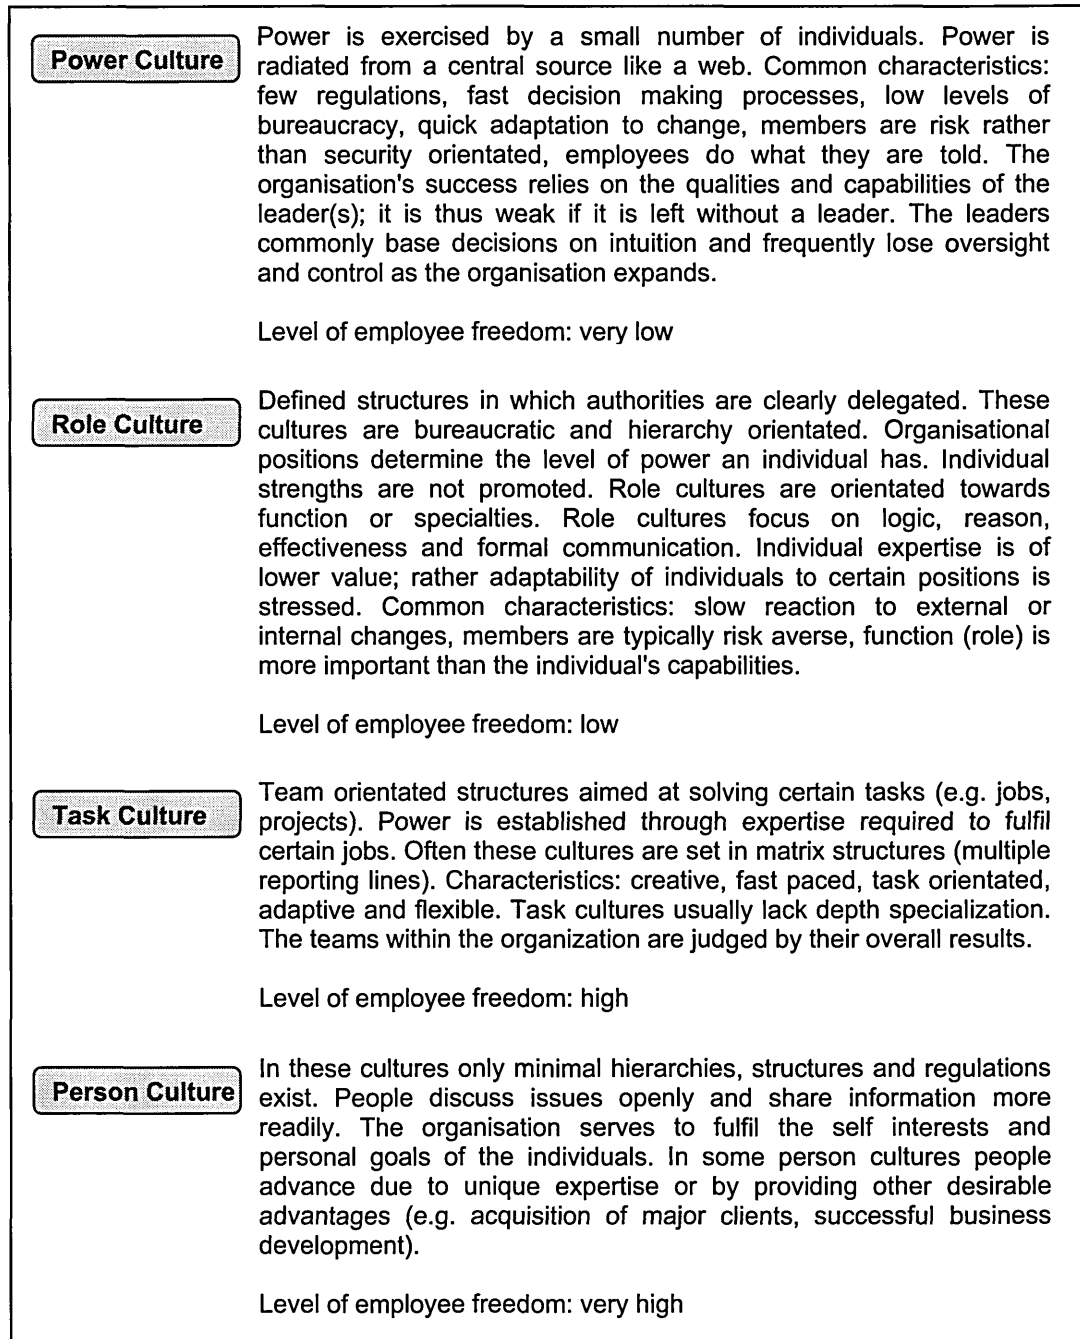 Power Culture
Power is exercised by a small number of individuals. Power is
radiated from a central source like a web. Common characteristics:
few regulations, fast decision making processes, low levels of
bureaucracy, quick adaptation to change, members are risk rather
than security orientated, employees do what they are told. The
organisation's success relies on the qualities and capabilities of the
leader(s); it is thus weak if it is left without a leader. The leaders
commonly base decisions on intuition and frequently lose oversight
and control as the organisation expands.
Level of employee freedom: very low
Role Culture
Defined structures in which authorities are clearly delegated. These
cultures are bureaucratic and hierarchy orientated. Organisational
positions determine the level of power an individual has. Individual
strengths are not promoted. Role cultures are orientated towards
function or specialties. Role cultures focus on logic, reason,
effectiveness and formal communication. Individual expertise is of
lower value; rather adaptability of individuals to certain positions is
stressed. Common characteristics: slow reaction to external or
internal changes, members are typically risk averse, function (role) is
more important than the individual's capabilities.
Level of employee freedom: low
Task Culture
Team orientated structures aimed at solving certain tasks (e.g. jobs,
projects). Power is established through expertise required to fulfil
certain jobs. Often these cultures are set in matrix structures (multiple
reporting lines). Characteristics: creative, fast paced, task orientated,
adaptive and flexible. Task cultures usually lack depth specialization.
The teams within the organization are judged by their overall results.
Level of employee freedom: high
Person Culture
In these cultures only minimal hierarchies, structures and regulations
exist. People discuss issues openly and share information more
readily. The organisation serves to fulfil the self interests and
personal goals of the individuals. In some person cultures people
advance due to unique expertise or by providing other desirable
advantages (e.g. acquisition of major clients, successful business
development).
Level of employee freedom: very high